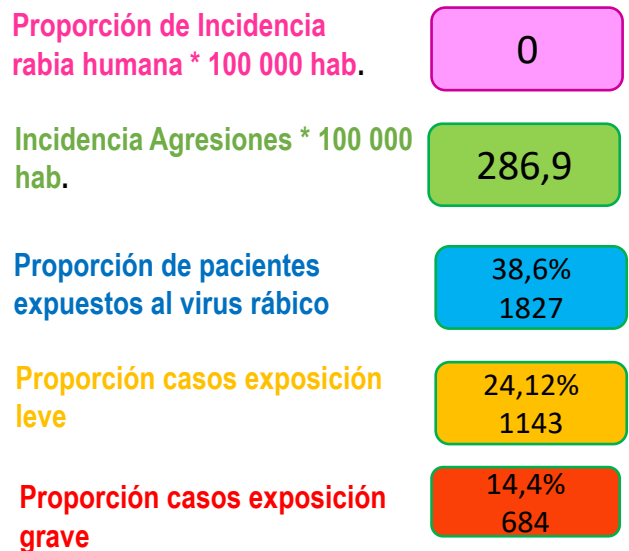 Proporción de Incidencia
rabia humana * 100 000 hab.
0
Incidencia Agresiones * 100 000
hab.
286,9
Proporción de pacientes
expuestos al virus rábico
38,6%
1827
Proporción casos exposición
leve
24,12%
1143
Proporción casos exposición
grave
14,4%
684